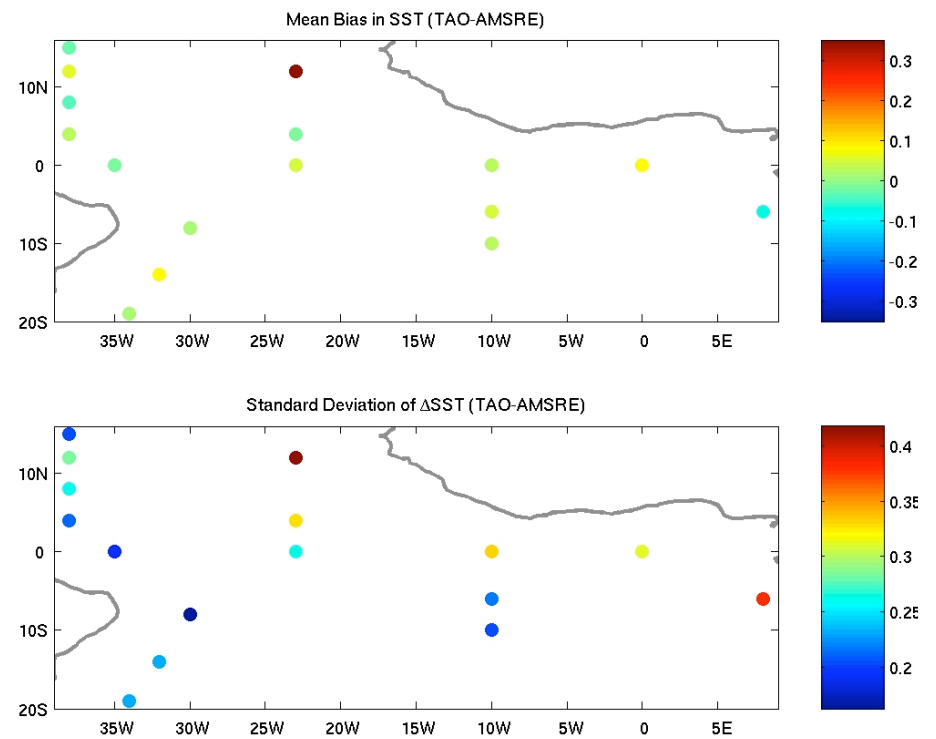 Mean Bias in SST (TAO-AMSRE)
10N
0
10S
20S
35W 30W 25W 20W 15W 10W 5W 0 5E
0.3
0.2
0.1
0
-0.1
-0.2
-0.3
Standard Deviation of ΔSST (TAO-AMSRE)
10N
0
10S
20S
35W 30W 25W 20W 15W 10W 5W 0 5E
0.4
0.35
0.3
0.25
0.2